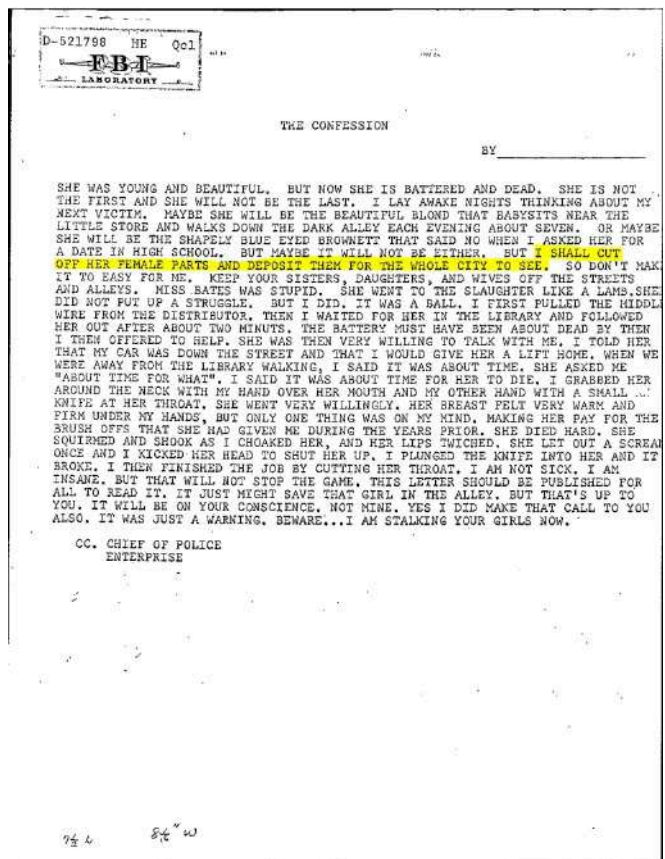 D-521798 HE Qc1
FBI
LABORATORY
THE CONFESSION
BY
SHE WAS YOUNG AND BEAUTIFUL. BUT NOW SHE IS BATTERED AND DEAD. SHE IS NOT
THE FIRST AND SHE WILL NOT BE THE LAST. I LAY AWAKE NIGHTS THINKING ABOUT MY
NEXT VICTIM. MAYBE SHE WILL BE THE BEAUTIFUL BLOND THAT BABYSITS NEAR THE
LITTLE STORE AND WALKS DOWN THE DARK ALLEY EACH EVENING ABOUT SEVEN. OR MAYBE
SHE WILL BE THE SHAPELY BLUE EYED BROWNETT THAT SAID NO WHEN I ASKED HER FOR
A DATE IN HIGH SCHOOL. BUT MAYBE IT WILL NOT BE EITHER. BUT I SHALL CUT
OFF HER FEMALE PARTS AND DEPOSIT THEM FOR THE WHOLE CITY TO SEE. SO DON'T MAK
IT TO EASY FOR ME. KEEP YOUR SISTERS, DAUGHTERS, AND WIVES OFF THE STREETS
AND ALLEYS. MISS BATES WAS STUPID. SHE WENT TO THE SLAUGHTER LIKE A LAMB.SHE
DID NOT PUT UP A STRUGGLE. BUT I DID. IT WAS A BALL. I FIRST PULLED THE MIDDL
WIRE FROM THE DISTRIBUTOR. THEN I WAITED FOR HER IN THE LIBRARY AND FOLLOWED
HER OUT AFTER ABOUT TWO MINUTS. THE BATTERY MUST HAVE BEEN ABOUT DEAD BY THEN
I THEN OFFERED TO HELP. SHE WAS THEN VERY WILLING TO TALK WITH ME. I TOLD HER
THAT MY CAR WAS DOWN THE STREET AND THAT I WOULD GIVE HER A LIFT HOME. WHEN WE
WERE AWAY FROM THE LIBRARY WALKING, I SAID IT WAS ABOUT TIME. SHE ASKED ME
"ABOUT TIME FOR WHAT". I SAID IT WAS ABOUT TIME FOR HER TO DIE. I GRABBED HER
AROUND THE NECK WITH MY HAND OVER HER MOUTH AND MY OTHER HAND WITH A SMALL
KNIFE AT HER THROAT. SHE WENT VERY WILLINGLY. HER BREAST FELT VERY WARM AND
FIRM UNDER MY HANDS, BUT ONLY ONE THING WAS ON MY MIND. MAKING HER PAY FOR THE
BRUSH OFFS THAT SHE HAD GIVEN ME DURING THE YEARS PRIOR. SHE DIED HARD. SHE
SQUIRMED AND SHOOK AS I CHOAKED HER, AND HER LIPS TWICHED. SHE LET OUT A SCREAM
ONCE AND I KICKED HER HEAD TO SHUT HER UP. I PLUNGED THE KNIFE INTO HER AND IT
BROKE. I THEN FINISHED THE JOB BY CUTTING HER THROAT. I AM NOT SICK. I AM
INSANE. BUT THAT WILL NOT STOP THE GAME. THIS LETTER SHOULD BE PUBLISHED FOR
ALL TO READ IT. IT JUST MIGHT SAVE THAT GIRL IN THE ALLEY. BUT THAT'S UP TO
YOU. IT WILL BE ON YOUR CONSCIENCE. NOT MINE. YES I DID MAKE THAT CALL TO YOU
ALSO. IT WAS JUST A WARNING. BEWARE...I AM STALKING YOUR GIRLS NOW.
CC. CHIEF OF POLICE
ENTERPRISE